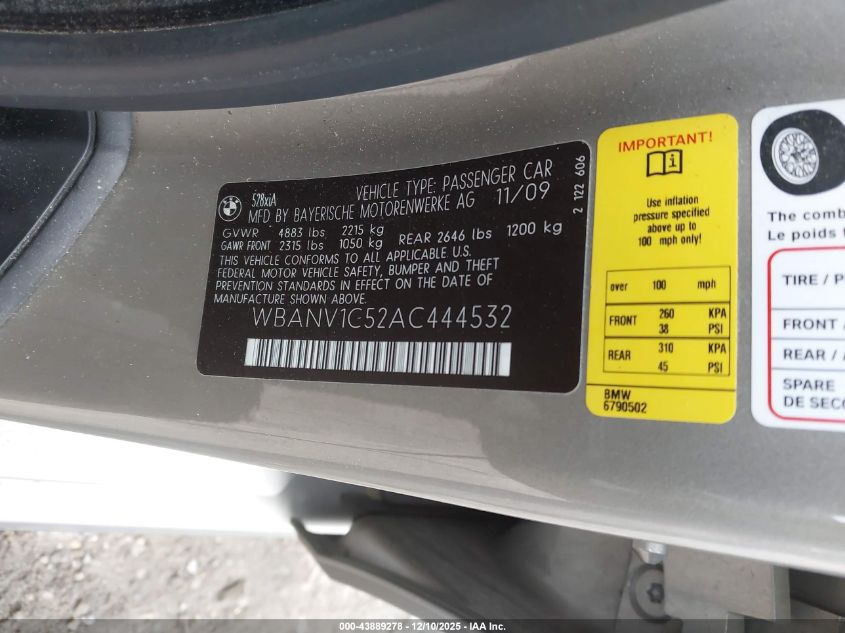 BMW
528xiA
VEHICLE TYPE: PASSENGER CAR
MFD BY BAYERISCHE MOTORENWERKE AG 11/09
GVWR 4883 lbs 2215 kg
GAWR FRONT 2315 lbs 1050 kg REAR 2646 lbs 1200 kg
THIS VEHICLE CONFORMS TO ALL APPLICABLE U.S.
FEDERAL MOTOR VEHICLE SAFETY, BUMPER AND THEFT
PREVENTION STANDARDS IN EFFECT ON THE DATE OF
MANUFACTURE SHOWN ABOVE.
WBANV1C52AC444532
2 122 606
IMPORTANT!
Use inflation
pressure specified
above up to
100 mph only!
over 100 mph
FRONT 260 KPA
38 PSI
REAR 310 KPA
45 PSI
BMW
6790502
The comb
Le poids t
TIRE / P
FRONT /
REAR / A
SPARE
DE SECO
000-43889278 - 12/10/2025 - IAA Inc.